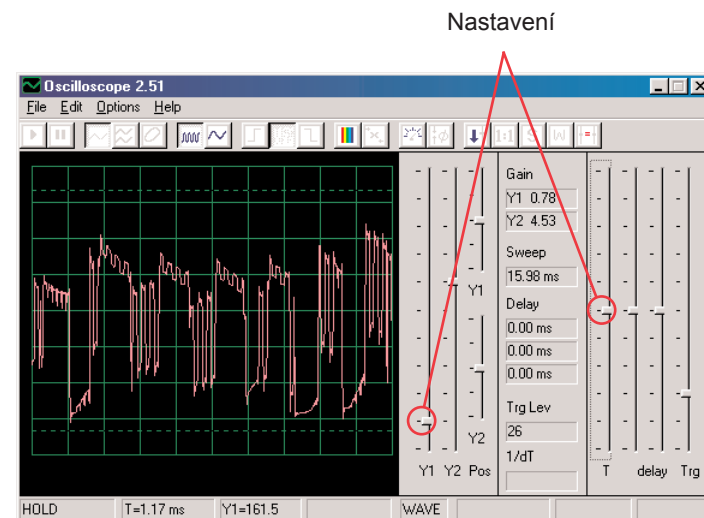 Nastavení
Oscilloscope 2.51
File Edit Options Help
1:1 S W
Gain
Y1 0.78
Y2 4.53
Sweep
15.98 ms
Y1
Delay
0.00 ms
0.00 ms
0.00 ms
Trg Lev
26
Y2
1/dT
Y1 Y2 Pos
T delay Trg
HOLD T=1.17 ms Y1=161.5 WAVE